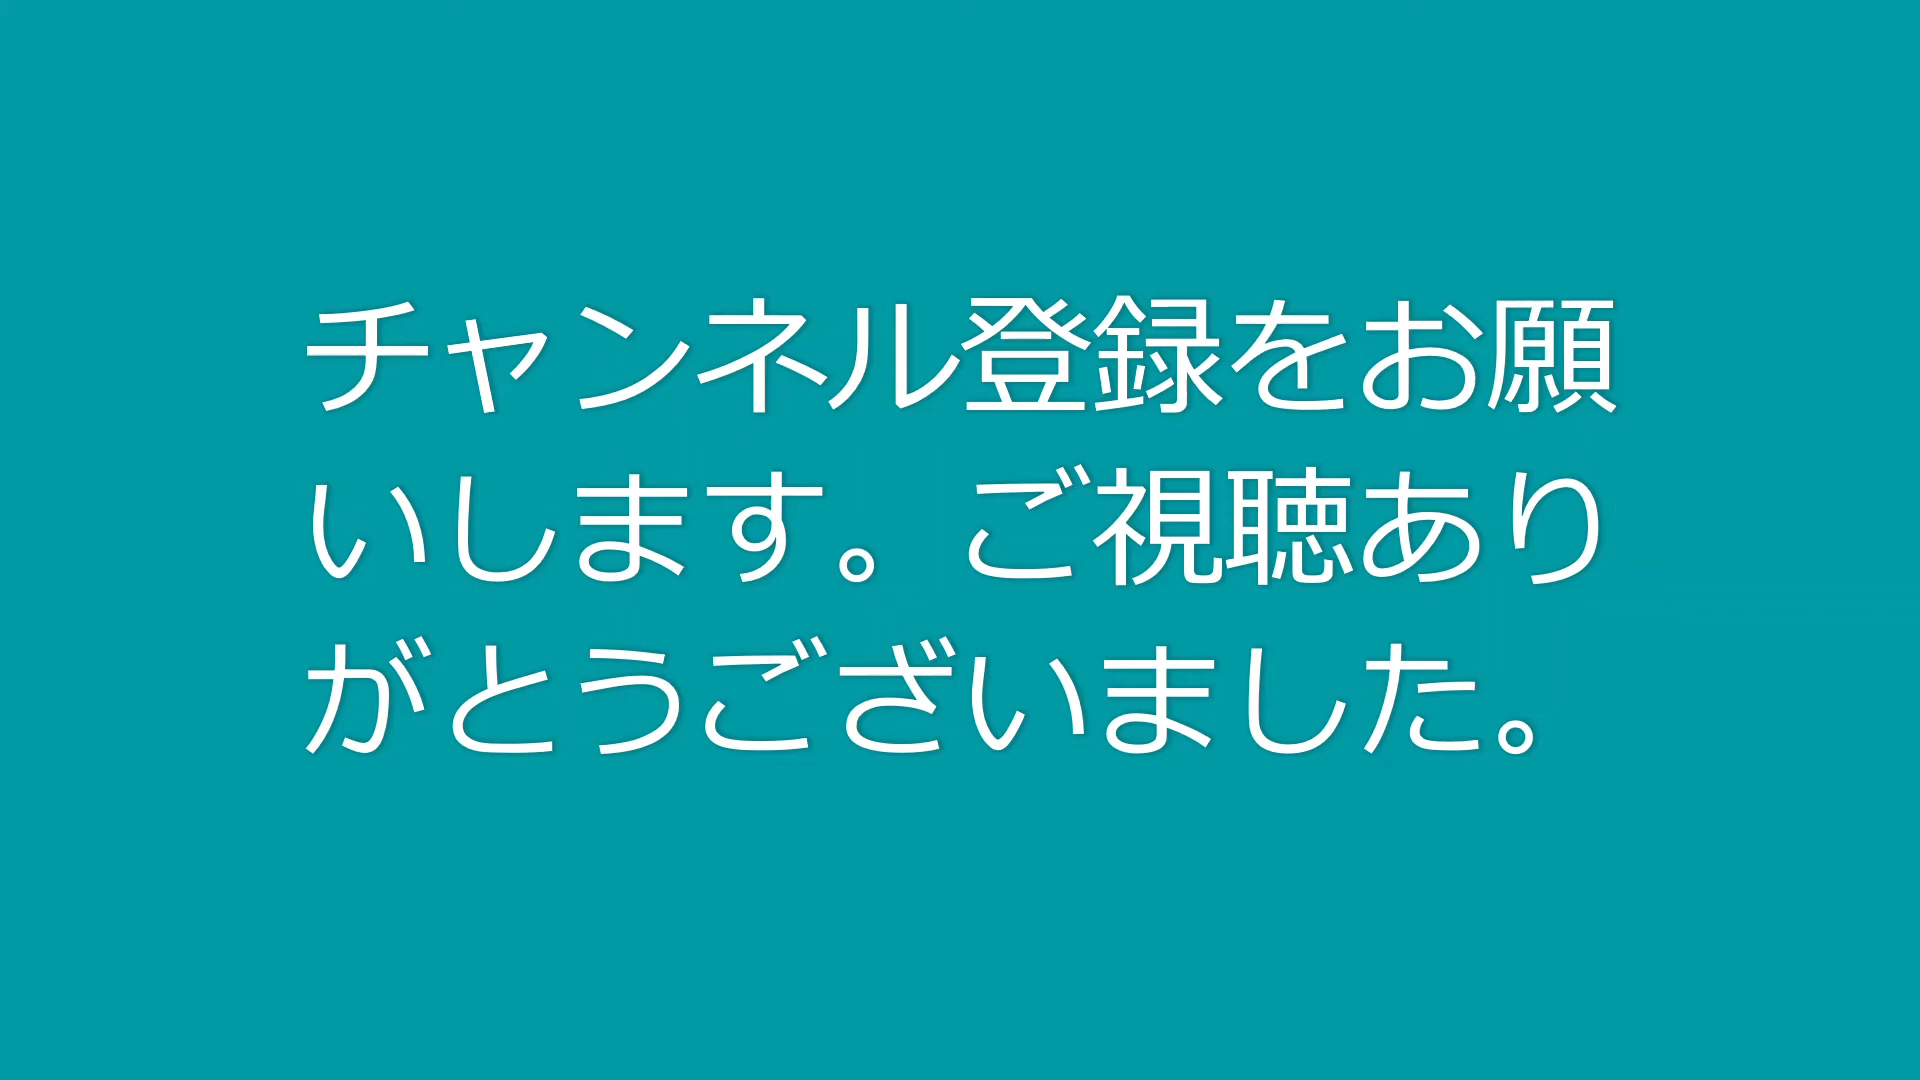 チャンネル登録をお願
いします。ご視聴あり
がとうございました。